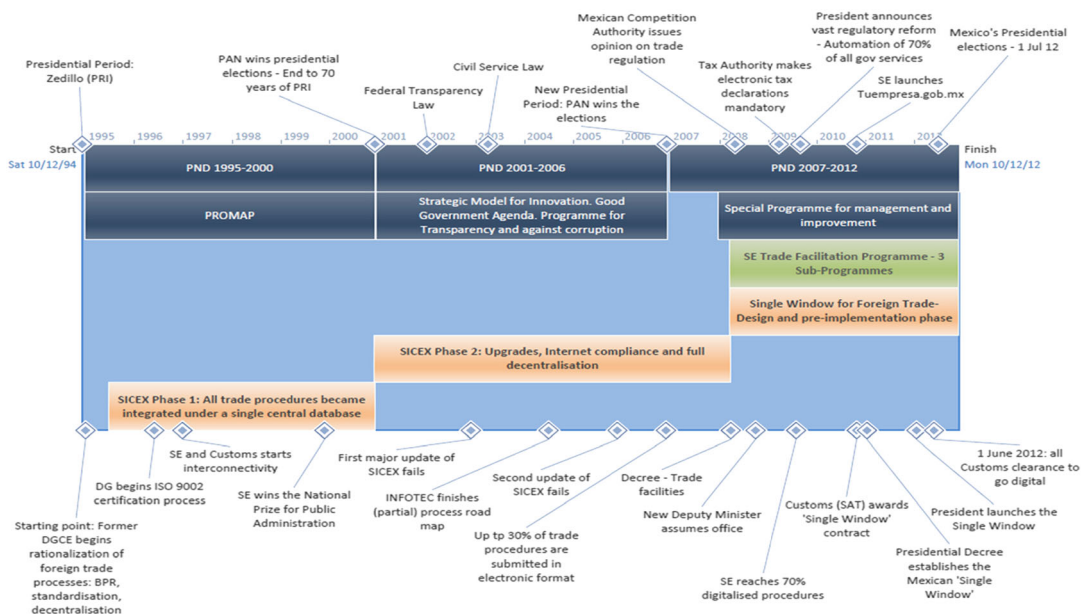 Presidential Period:
Zedillo (PRI)
PAN wins presidential
elections - End to 70
years of PRI
Federal Transparency
Law
Civil Service Law
New Presidential
Period: PAN wins the
elections
Mexican Competition
Authority issues
opinion on trade
regulation
Tax Authority makes
electronic tax
declarations
mandatory
President announces
vast regulatory reform
- Automation of 70%
of all gov services
SE launches
Tuempresa.gob.mx
Mexico's Presidential
elections - 1 Jul 12
1995 1996 1997 1998 1999 2000 2001 2002 2003 2004 2005 2006 2007 2008 2009 2010 2011 2012
Start
Sat 10/12/94
Finish
Mon 10/12/12
PND 1995-2000
PND 2001-2006
PND 2007-2012
PROMAP
Strategic Model for Innovation. Good
Government Agenda. Programme for
Transparency and against corruption
Special Programme for management and
improvement
SE Trade Facilitation Programme - 3
Sub-Programmes
Single Window for Foreign Trade-
Design and pre-implementation phase
SICEX Phase 2: Upgrades, Internet compliance and full
decentralisation
SICEX Phase 1: All trade procedures became
integrated under a single central database
Starting point: Former
DGCE begins
rationalization of
foreign trade
processes: BPR,
standardisation,
decentralisation
DG begins ISO 9002
certification process
SE and Customs starts
interconnectivity
SE wins the National
Prize for Public
Administration
First major update of
SICEX fails
INFOTEC finishes
(partial) process road
map
Second update of
SICEX fails
Up tp 30% of trade
procedures are
submitted in
electronic format
Decree - Trade
facilities
New Deputy Minister
assumes office
SE reaches 70%
digitalised procedures
Customs (SAT) awards
'Single Window'
contract
Presidential Decree
establishes the
Mexican 'Single
Window'
President launches the
Single Window
1 June 2012: all
Customs clearance to
go digital